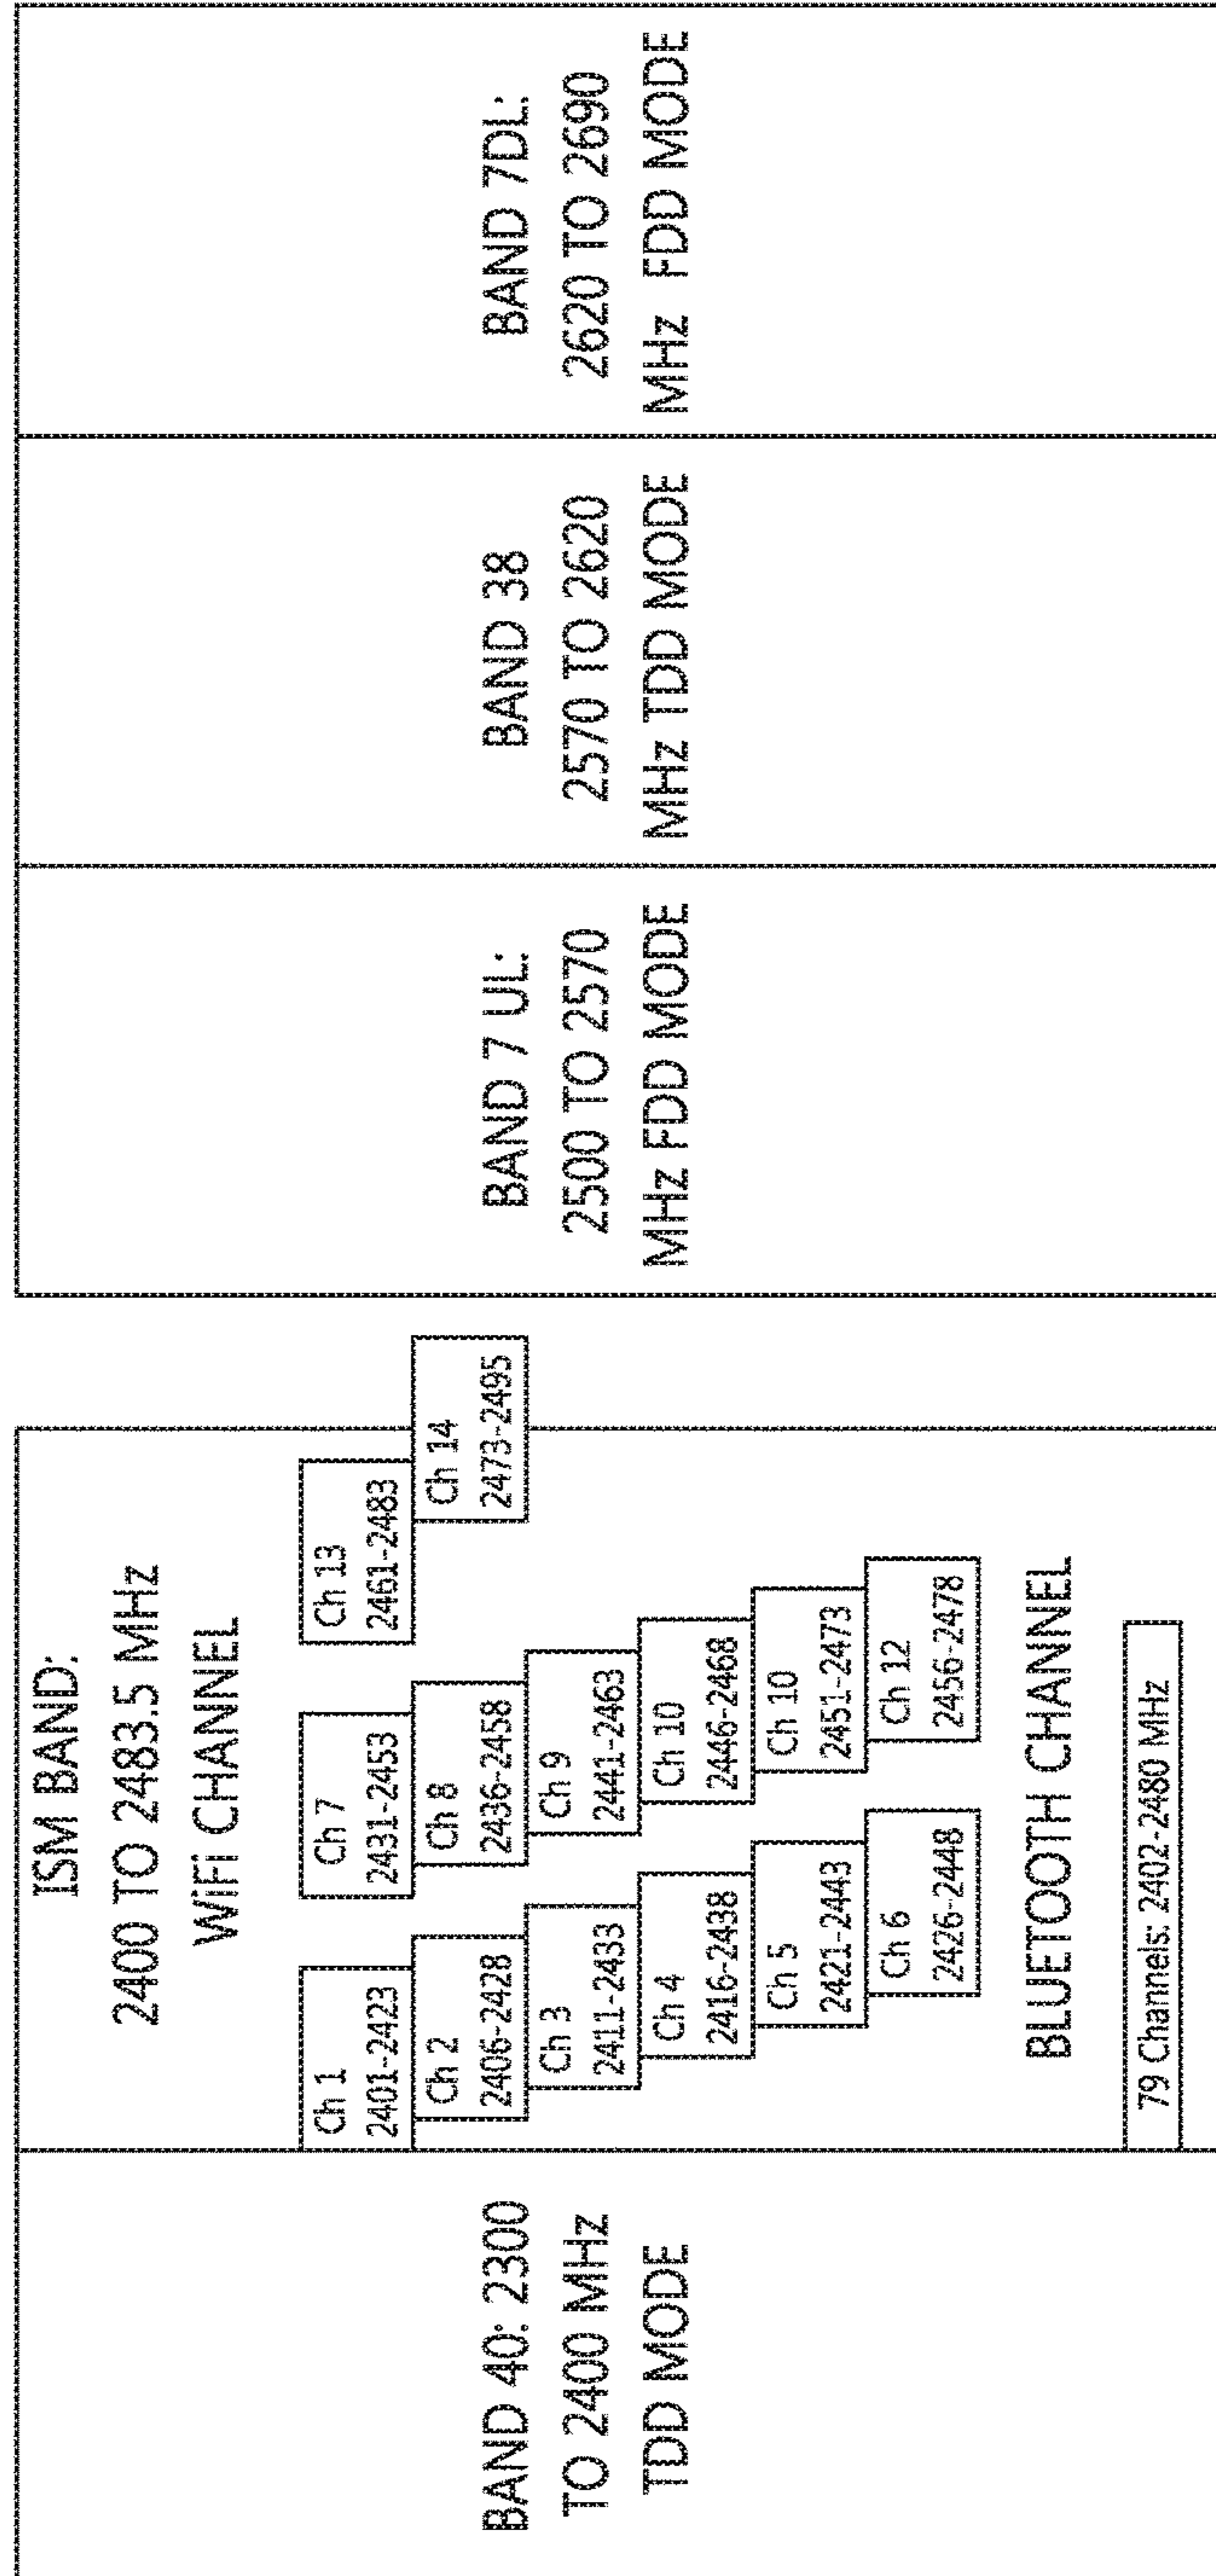 BAND 40: 2300
TO 2400 MHz
TDD MODE
ISM BAND:
2400 TO 2483.5 MHz
WiFi CHANNEL
Ch 1
2401-2423
Ch 2
2406-2428
Ch 3
2411-2433
Ch 4
2416-2438
Ch 5
2421-2443
Ch 6
2426-2448
Ch 7
2431-2453
Ch 8
2436-2458
Ch 9
2441-2463
Ch 10
2446-2468
Ch 10
2451-2473
Ch 12
2456-2478
Ch 13
2461-2483
Ch 14
2473-2495
BLUETOOTH CHANNEL
79 Channels: 2402-2480 MHz
BAND 7 UL:
2500 TO 2570
MHz FDD MODE
BAND 38
2570 TO 2620
MHz TDD MODE
BAND 7DL:
2620 TO 2690
MHz FDD MODE